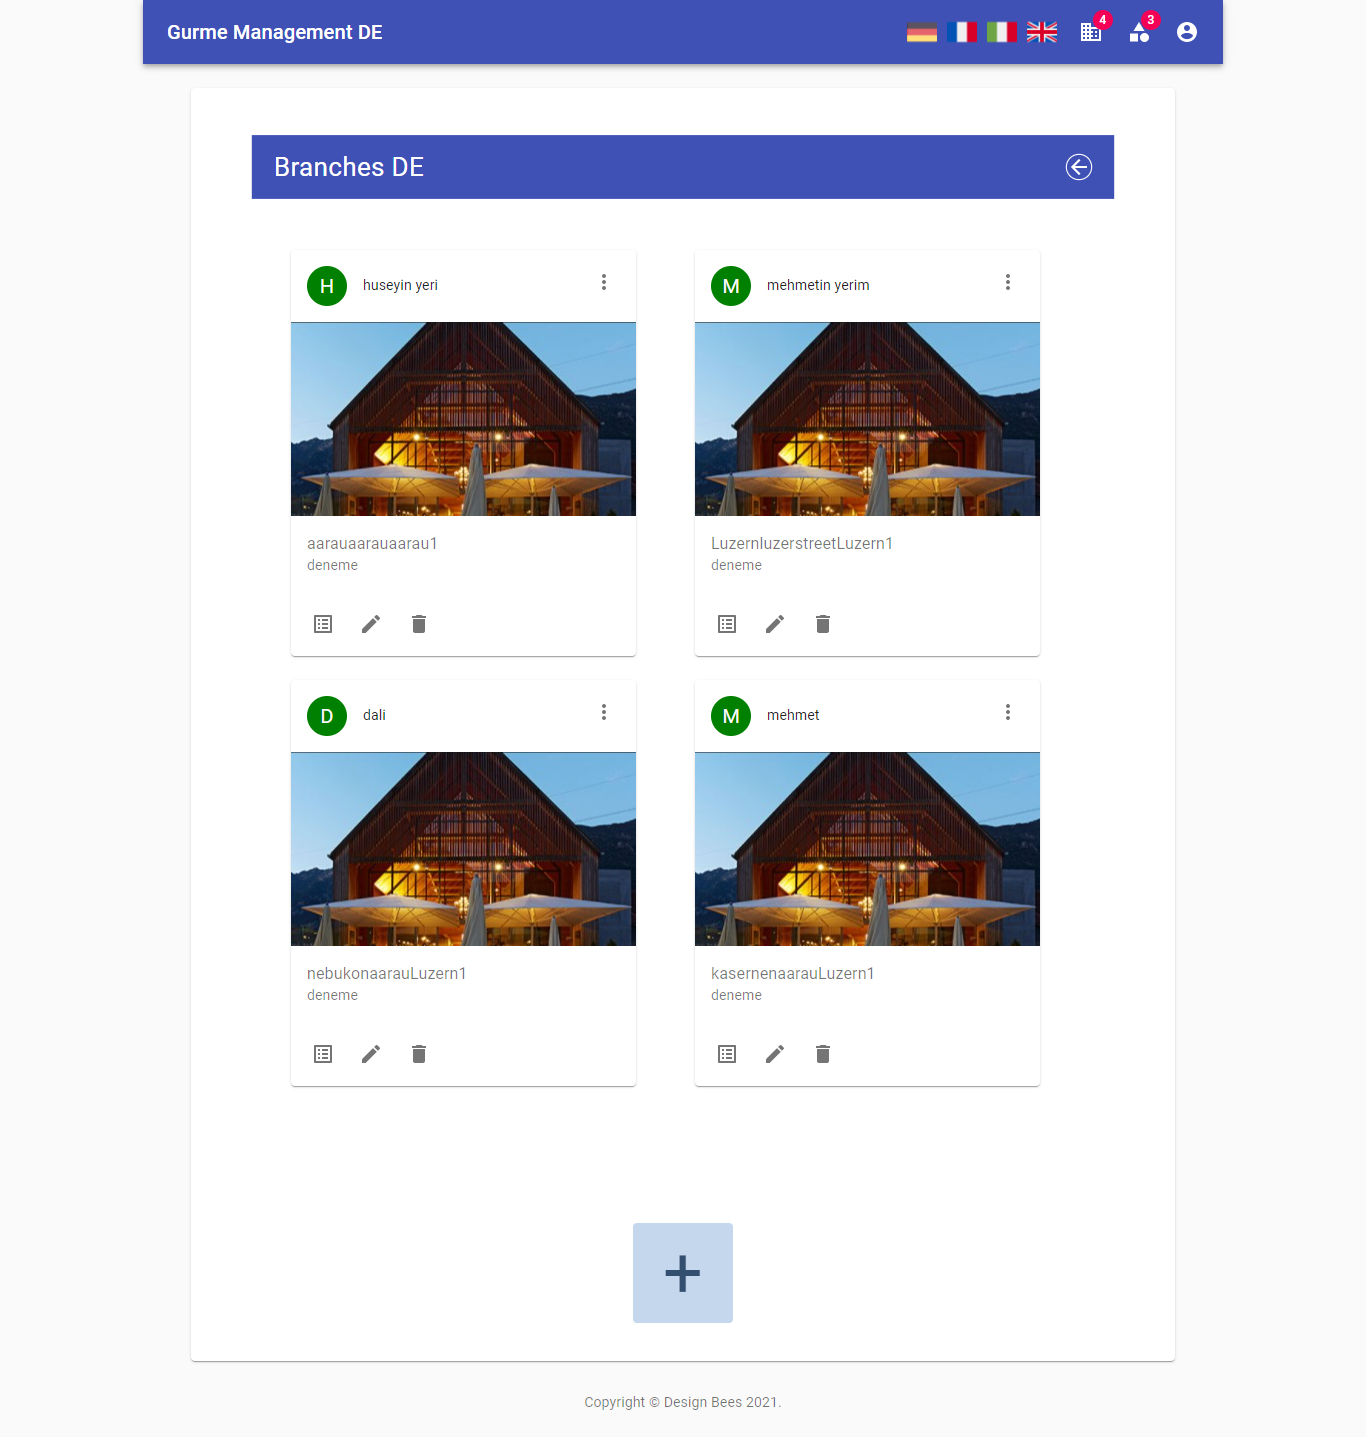 Gurme Management DE
4
3
Branches DE
H huseyin yeri
M mehmetin yerim
aarauaarauaarau1
deneme
LuzernluzerstreetLuzern1
deneme
D dali
M mehmet
nebukonaarauLuzern1
deneme
kasernenaarauLuzern1
deneme
+
Copyright © Design Bees 2021.